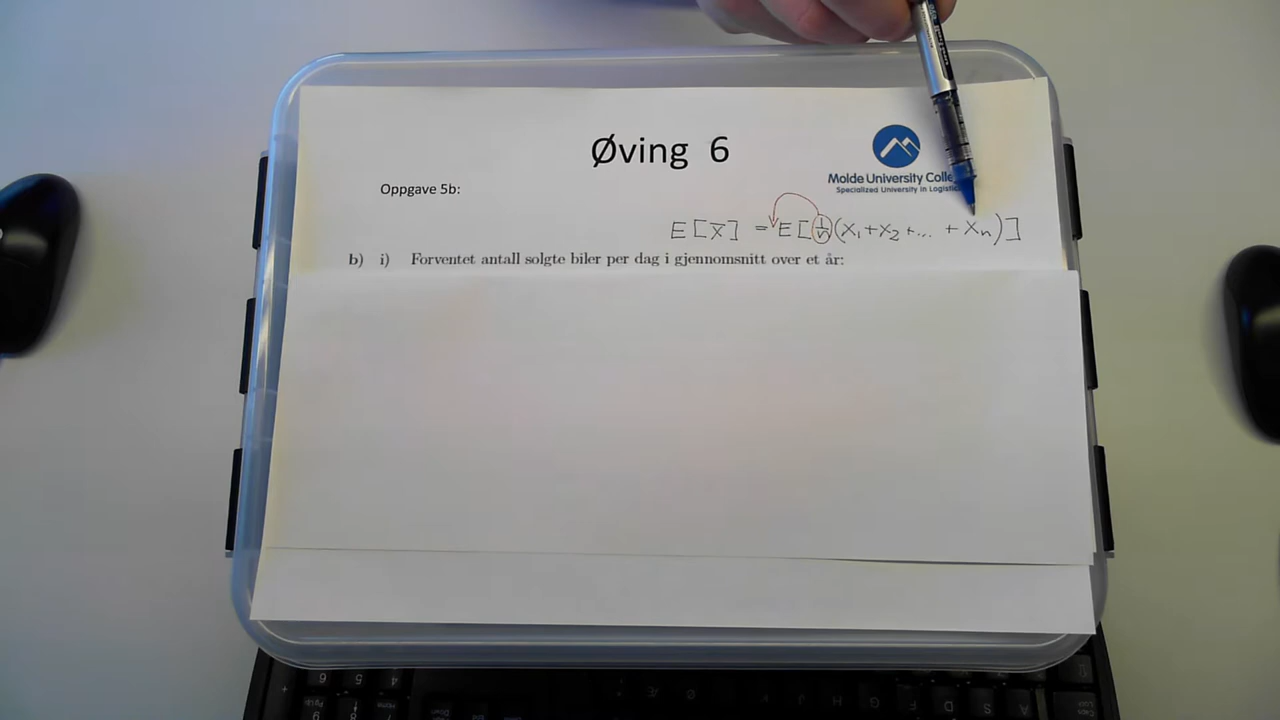 Øving 6
Molde University Colle
Specialized University in Logistic
Oppgave 5b:
E[X̅] = E[1/n(X₁+X₂+... +Xₙ)]
b) i) Forventet antall solgte biler per dag i gjennomsnitt over et år: